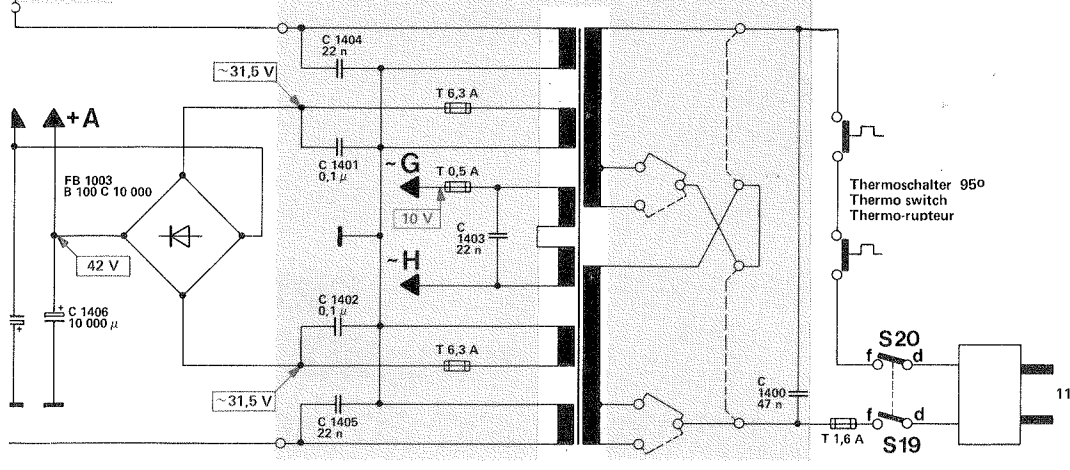 C 1404
22 n
~31,5 V
T 6,3 A
+A
FB 1003
B 100 C 10 000
C 1401
0,1 µ
~G
T 0,5 A
10 V
C
1403
22 n
42 V
~H
C 1406
10 000 µ
+
+
C 1402
0,1 µ
T 6,3 A
~31,5 V
C 1405
22 n
Thermoschalter 95º
Thermo switch
Thermo-rupteur
S20
f
d
C
1400
47 n
T 1,6 A
f
d
S19
11